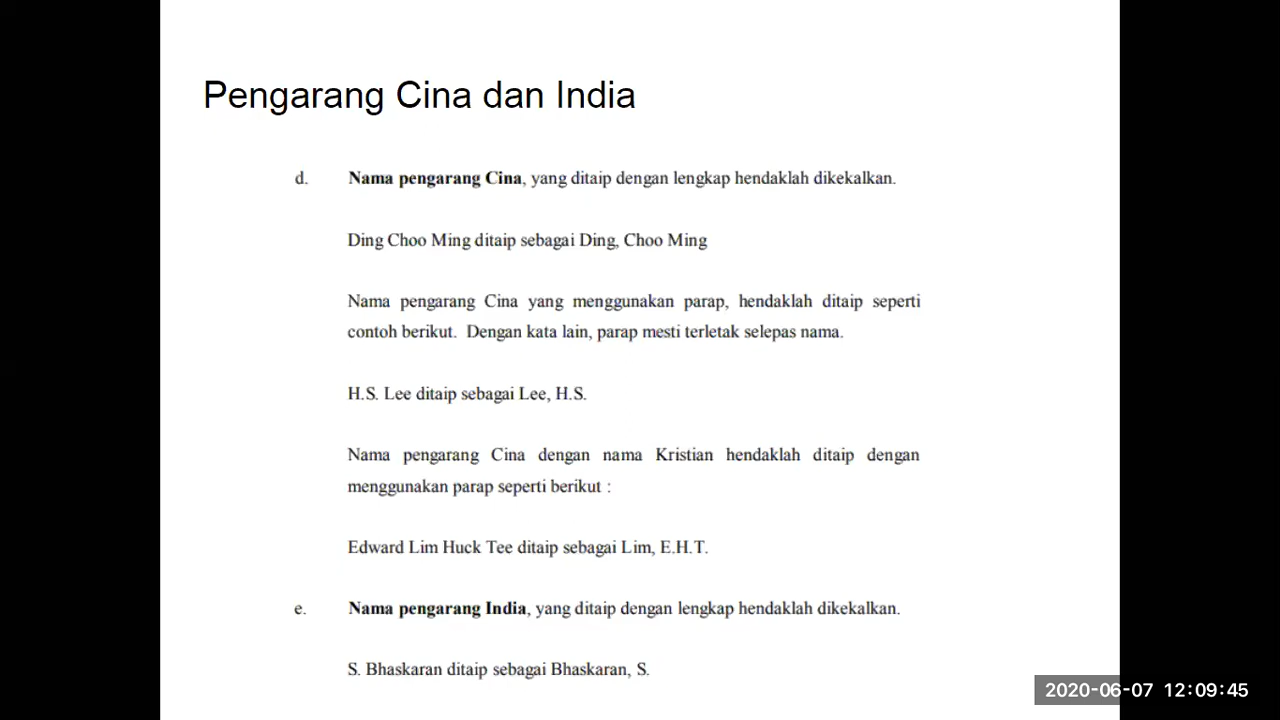 Pengarang Cina dan India
d. Nama pengarang Cina, yang ditaip dengan lengkap hendaklah dikekalkan.
Ding Choo Ming ditaip sebagai Ding, Choo Ming
Nama pengarang Cina yang menggunakan parap, hendaklah ditaip seperti
contoh berikut. Dengan kata lain, parap mesti terletak selepas nama.
H.S. Lee ditaip sebagai Lee, H.S.
Nama pengarang Cina dengan nama Kristian hendaklah ditaip dengan
menggunakan parap seperti berikut :
Edward Lim Huck Tee ditaip sebagai Lim, E.H.T.
e. Nama pengarang India, yang ditaip dengan lengkap hendaklah dikekalkan.
S. Bhaskaran ditaip sebagai Bhaskaran, S.
2020-06-07 12:09:45